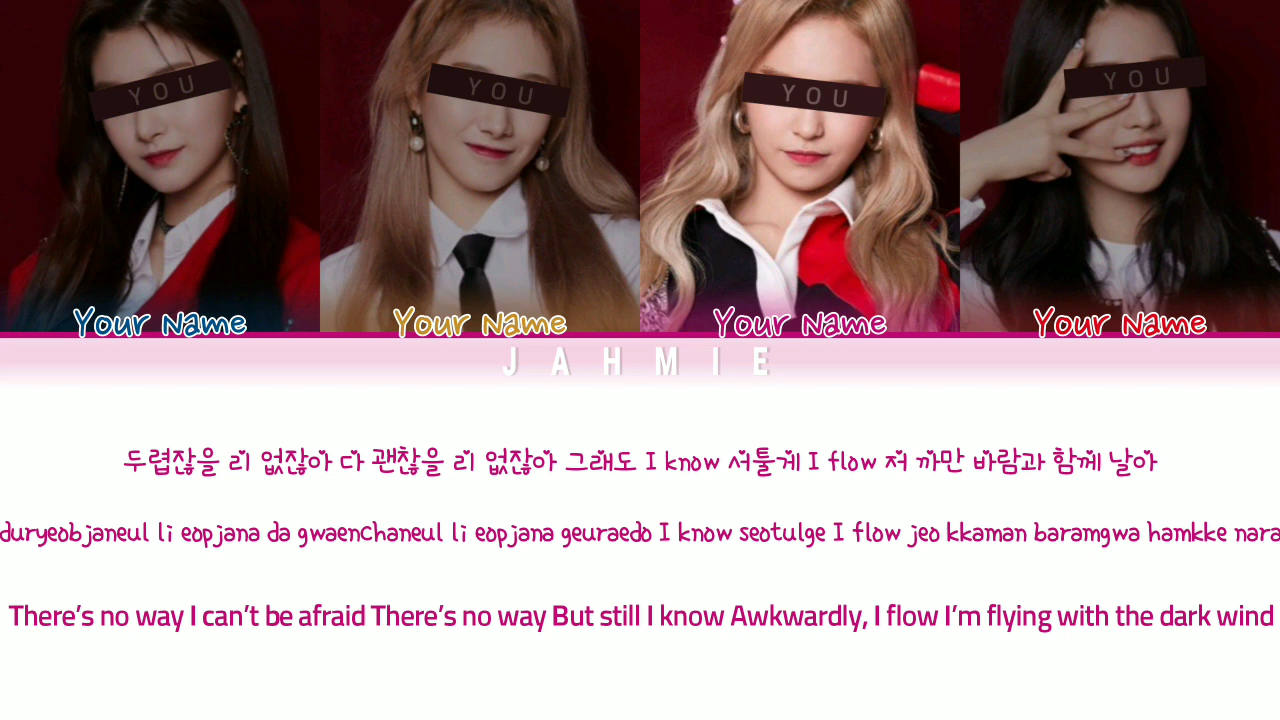 YOU YOU YOU YOU
Your Name Your Name Your Name Your Name
JAHMIE
두렵잖을 리 없잖아 다 괜찮을 리 없잖아 그래도 I know 서툴게 I flow 저 까만 바람과 함께 날아
duryeobjaneul li eopjana da gwaenchaneul li eopjana geuraedo I know seotulge I flow jeo kkaman baramgwa hamkke nara
There's no way I can't be afraid There's no way But still I know Awkwardly, I flow I'm flying with the dark wind